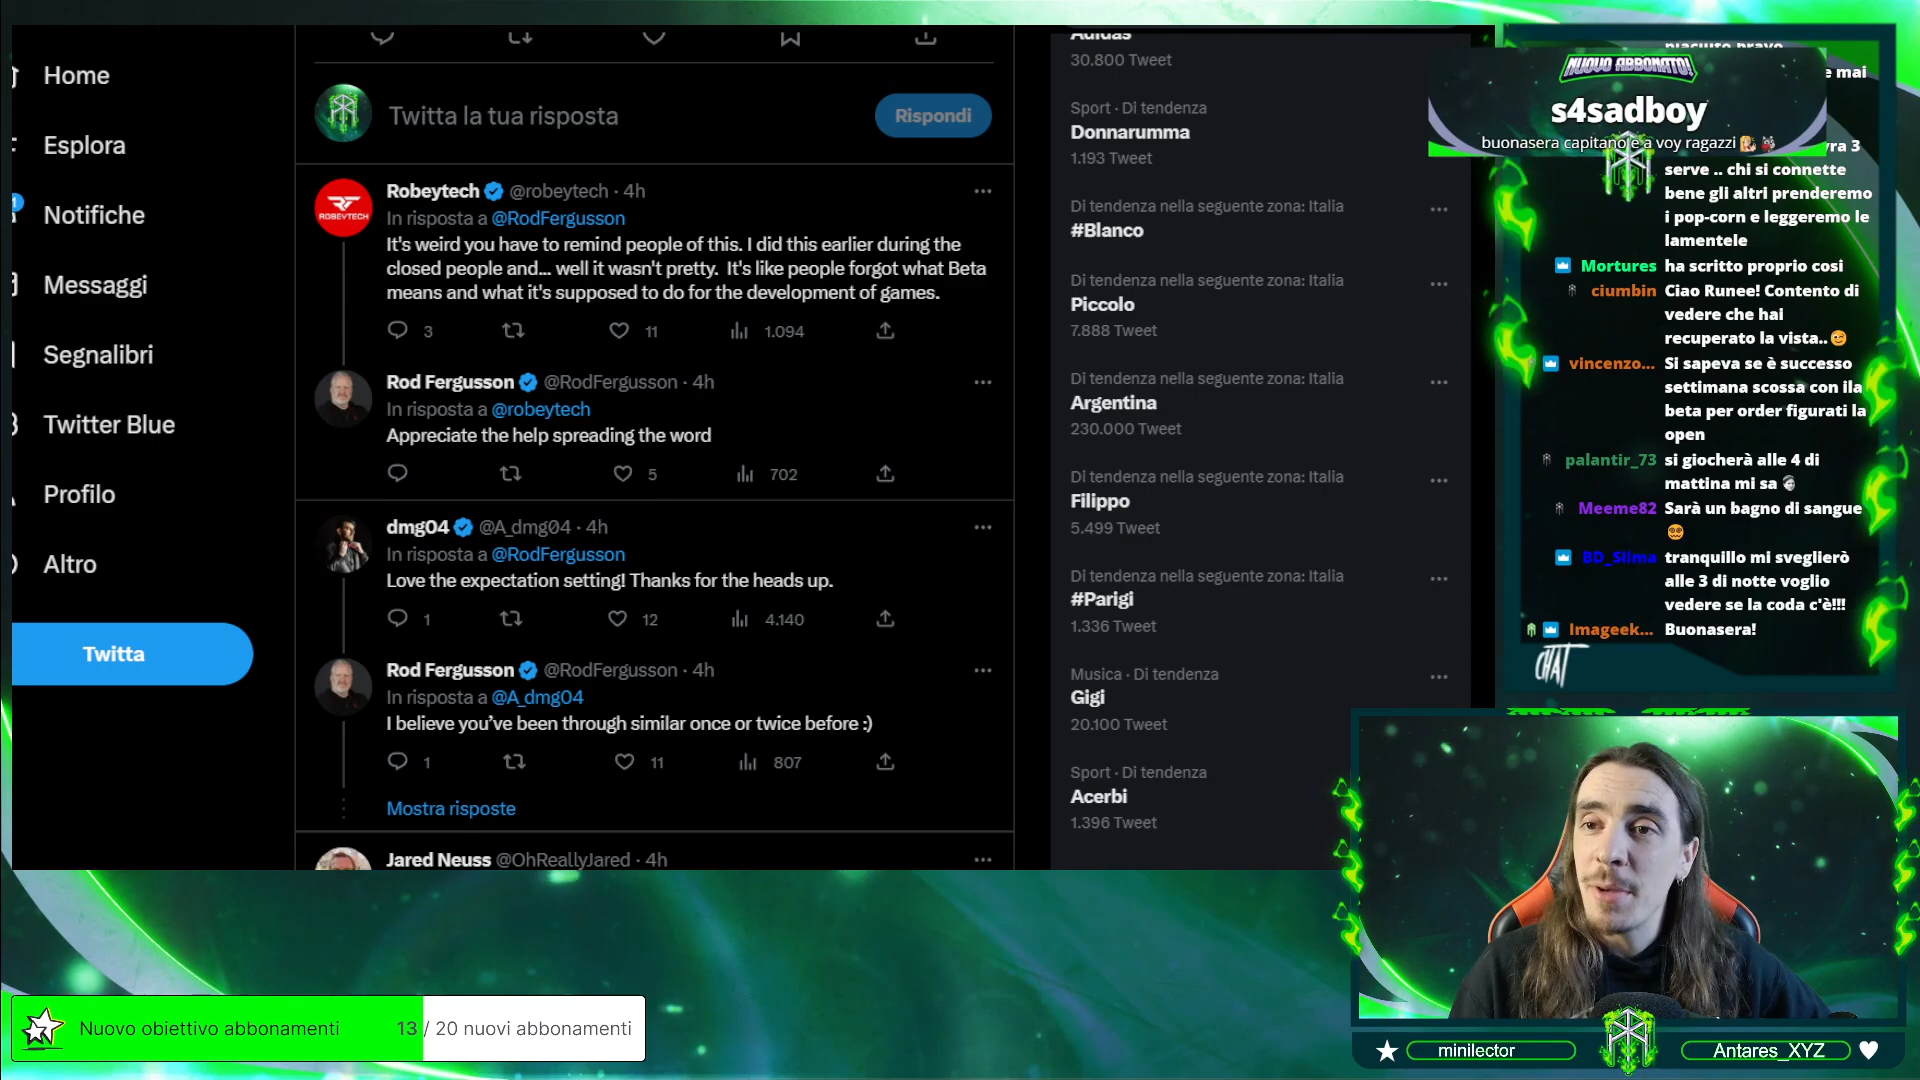 Home
Esplora
Notifiche
Messaggi
Segnalibri
Twitter Blue
Profilo
Altro
Twitta
Twitta la tua risposta
Rispondi
Robeytech @robeytech · 4h
In risposta a @RodFergusson
It's weird you have to remind people of this. I did this earlier during the
closed people and... well it wasn't pretty. It's like people forgot what Beta
means and what it's supposed to do for the development of games.
3 11 1.094
Rod Fergusson @RodFergusson · 4h
In risposta a @robeytech
Appreciate the help spreading the word
5 702
dmg04 @A_dmg04 · 4h
In risposta a @RodFergusson
Love the expectation setting! Thanks for the heads up.
1 12 4.140
Rod Fergusson @RodFergusson · 4h
In risposta a @A_dmg04
I believe you've been through similar once or twice before :)
1 11 807
Mostra risposte
Jared Neuss @OhReallyJared · 4h
Adidas
30.800 Tweet
Sport · Di tendenza
Donnarumma
1.193 Tweet
Di tendenza nella seguente zona: Italia
#Blanco
Di tendenza nella seguente zona: Italia
Piccolo
7.888 Tweet
Di tendenza nella seguente zona: Italia
Argentina
230.000 Tweet
Di tendenza nella seguente zona: Italia
Filippo
5.499 Tweet
Di tendenza nella seguente zona: Italia
#Parigi
1.336 Tweet
Musica · Di tendenza
Gigi
20.100 Tweet
Sport · Di tendenza
Acerbi
1.396 Tweet
piaciuto bravo
e mai
NUOVO ABBONATO!
s4sadboy
buonasera capitano e a voy ragazzi
vra 3
serve .. chi si connette
bene gli altri prenderemo
i pop-corn e leggeremo le
lamentele
Mortures ha scritto proprio cosi
ciumbin Ciao Runee! Contento di
vedere che hai
recuperato la vista..
vincenzo... Si sapeva se è successo
settimana scossa con ila
beta per order figurati la
open
palantir_73 si giocherà alle 4 di
mattina mi sa
Meeme82 Sarà un bagno di sangue
BD_Slima tranquillo mi sveglierò
alle 3 di notte voglio
vedere se la coda c'è!!!
Imageek... Buonasera!
CHAT
Nuovo obiettivo abbonamenti 13 / 20 nuovi abbonamenti
minilector
Antares_XYZ